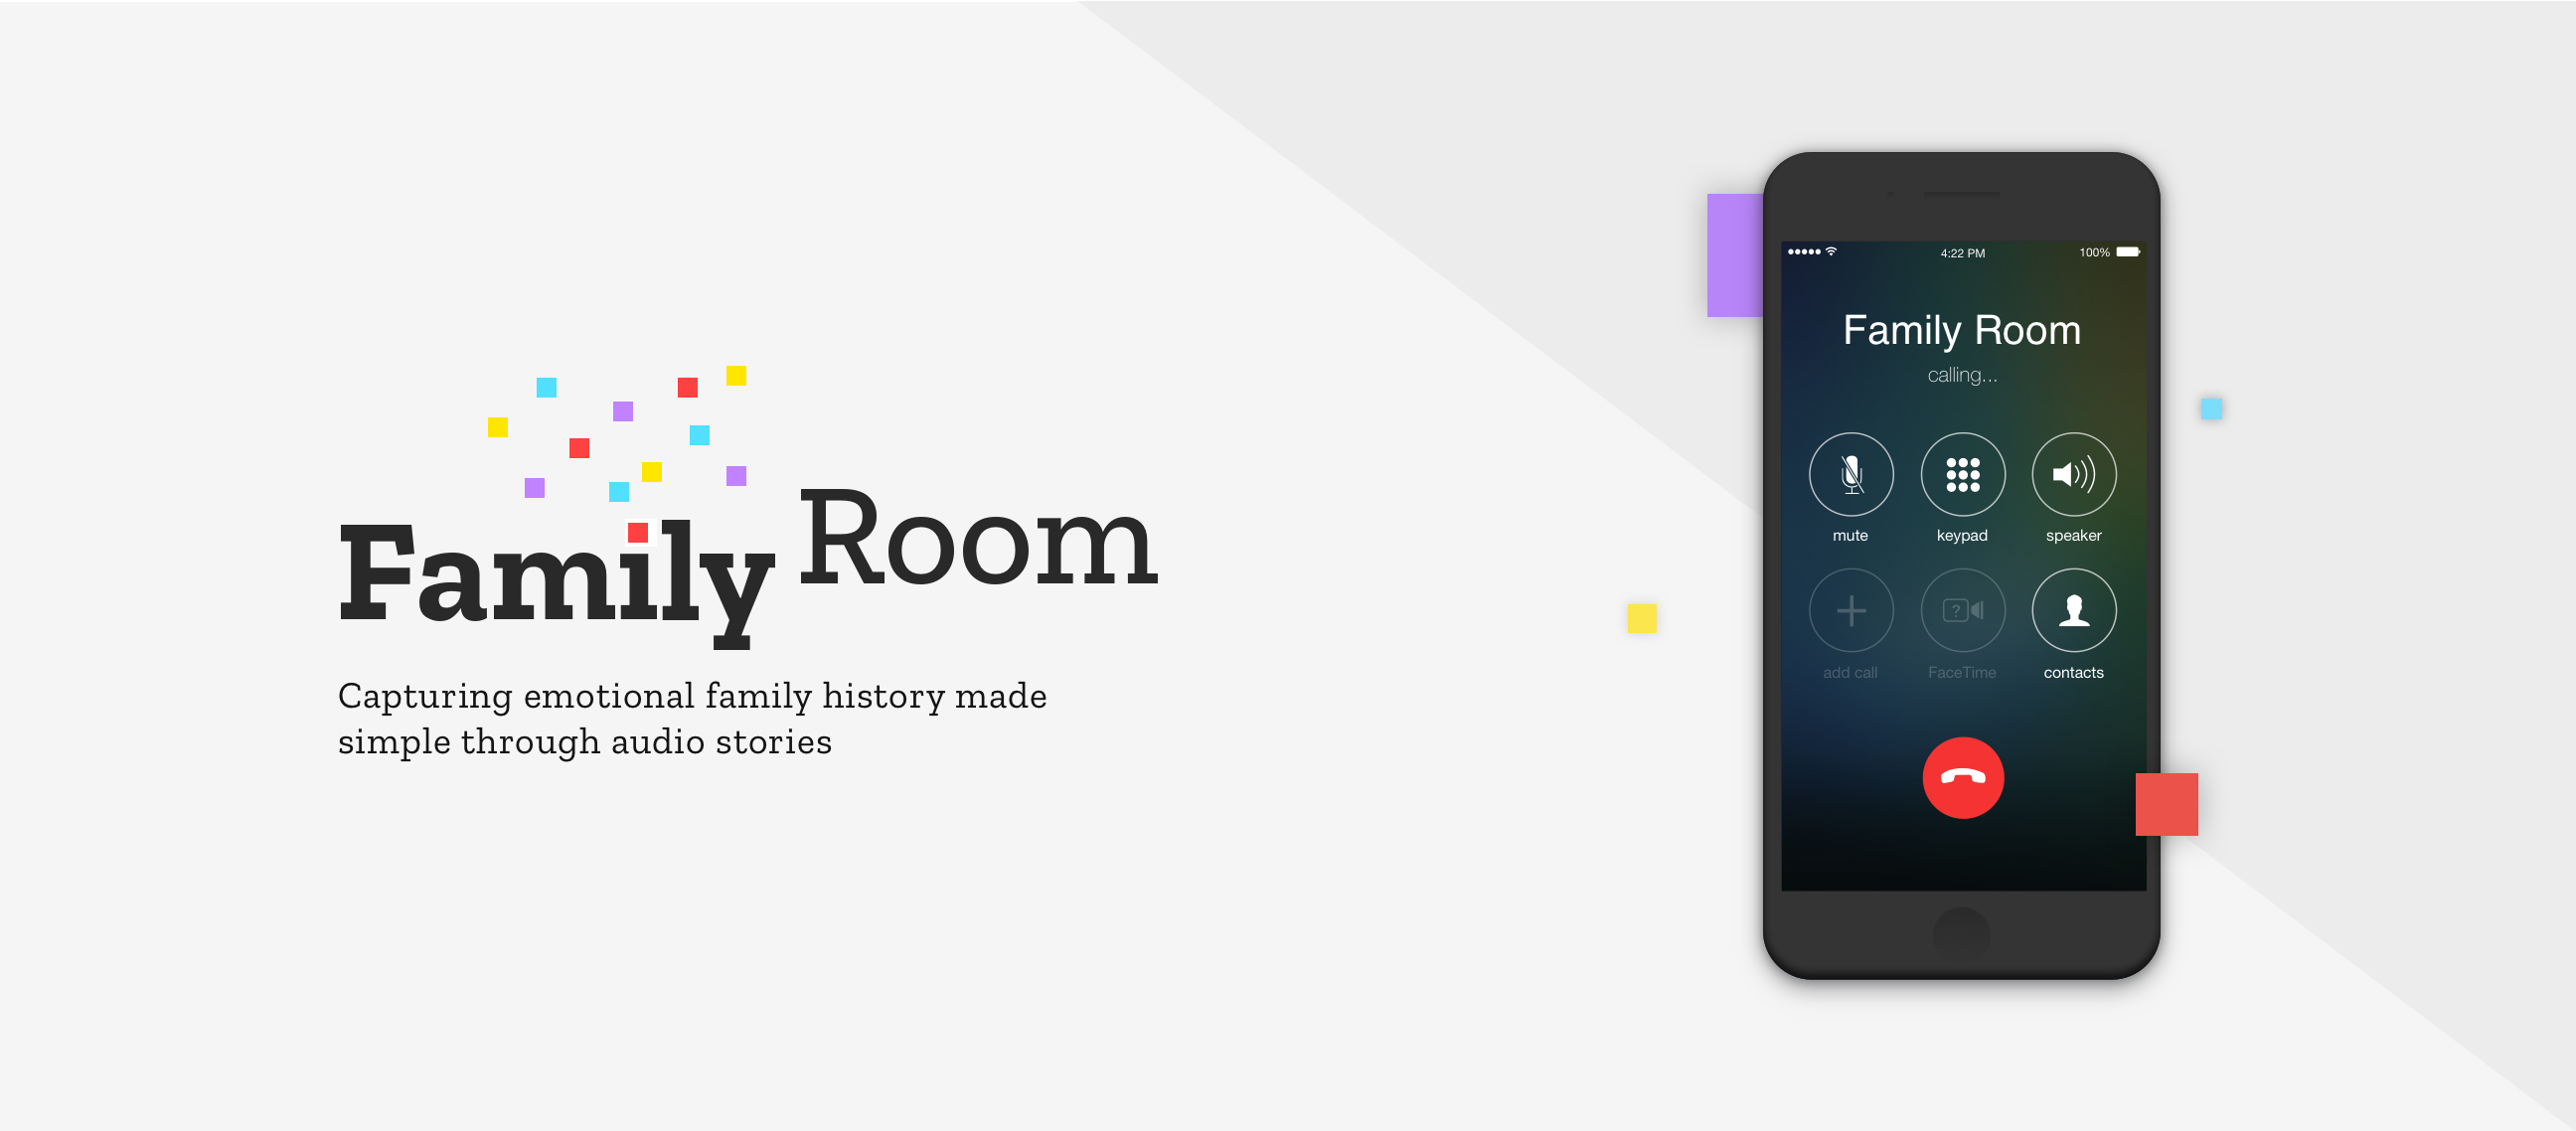 Family Room
Capturing emotional family history made
simple through audio stories
4:22 PM
100%
Family Room
calling...
mute
keypad
speaker
?
add call
FaceTime
contacts